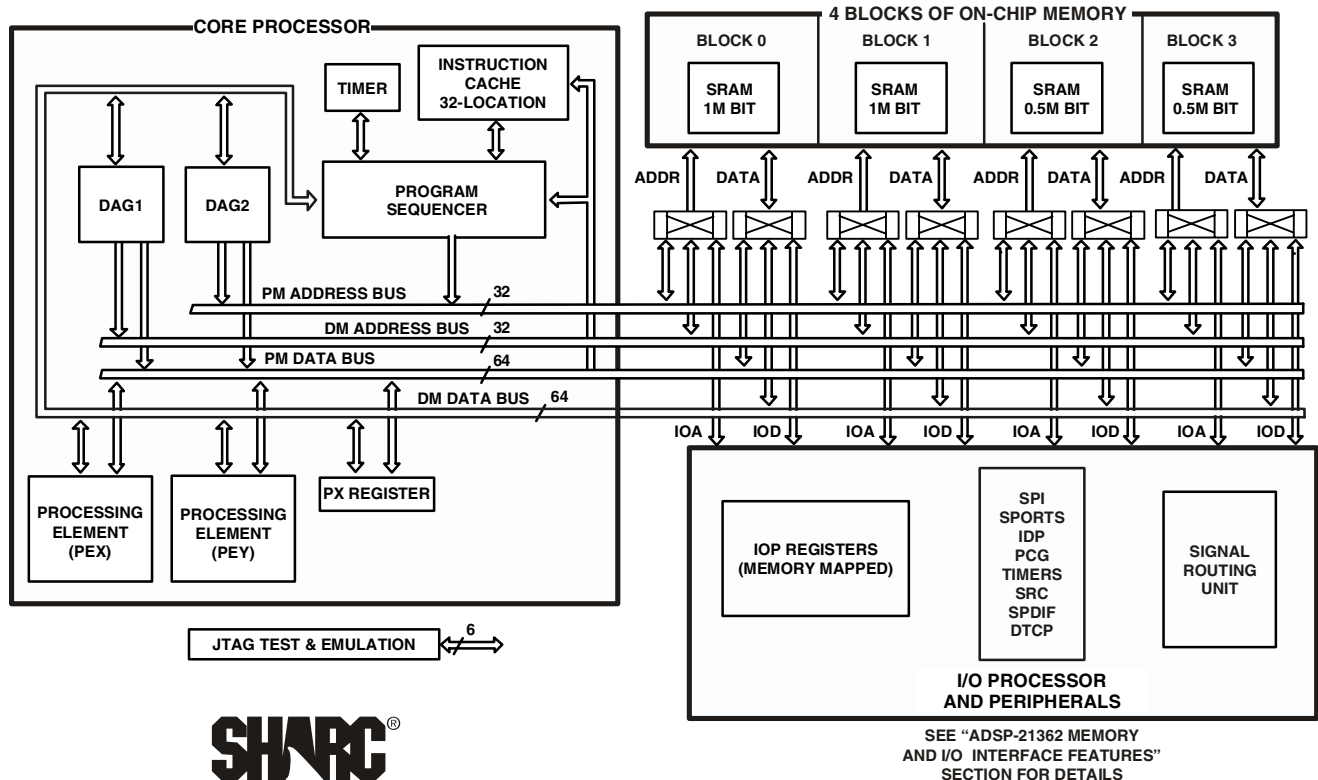 CORE PROCESSOR
TIMER
INSTRUCTION
CACHE
32-LOCATION
DAG1
DAG2
PROGRAM
SEQUENCER
PM ADDRESS BUS
32
DM ADDRESS BUS
32
PM DATA BUS
64
DM DATA BUS
64
PROCESSING
ELEMENT
(PEX)
PROCESSING
ELEMENT
(PEY)
PX REGISTER
JTAG TEST & EMULATION
6
SHARC®
4 BLOCKS OF ON-CHIP MEMORY
BLOCK 0
BLOCK 1
BLOCK 2
BLOCK 3
SRAM
1M BIT
SRAM
1M BIT
SRAM
0.5M BIT
SRAM
0.5M BIT
ADDR
DATA
ADDR
DATA
ADDR
DATA
ADDR
DATA
IOA
IOD
IOA
IOD
IOA
IOD
IOA
IOD
IOP REGISTERS
(MEMORY MAPPED)
SPI
SPORTS
IDP
PCG
TIMERS
SRC
SPDIF
DTCP
SIGNAL
ROUTING
UNIT
I/O PROCESSOR
AND PERIPHERALS
SEE “ADSP-21362 MEMORY
AND I/O INTERFACE FEATURES”
SECTION FOR DETAILS